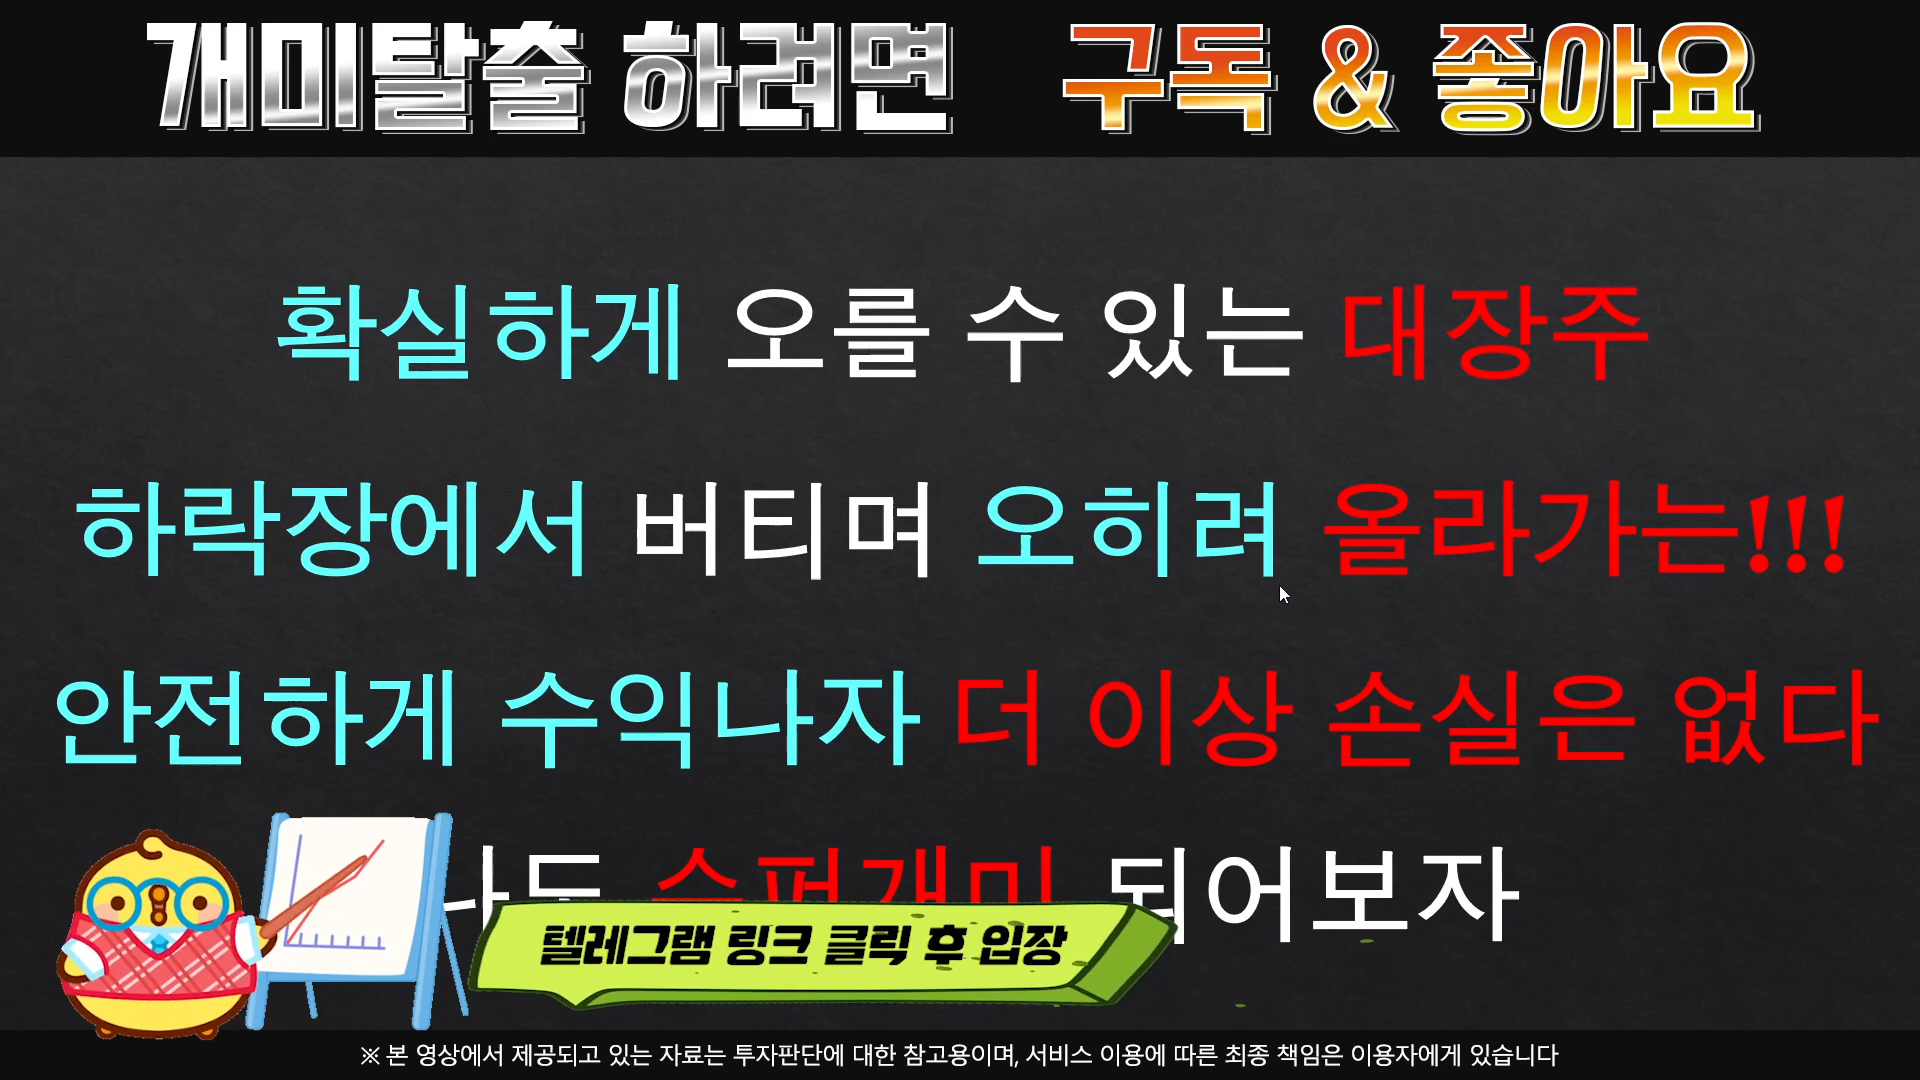 개미탈출 하려면 구독 & 좋아요
확실하게 오를 수 있는 대장주
하락장에서 버티며 오히려 올라가는!!!
안전하게 수익나자 더 이상 손실은 없다
나도 슈퍼개미 되어보자
텔레그램 링크 클릭 후 입장
※ 본 영상에서 제공되고 있는 자료는 투자판단에 대한 참고용이며, 서비스 이용에 따른 최종 책임은 이용자에게 있습니다